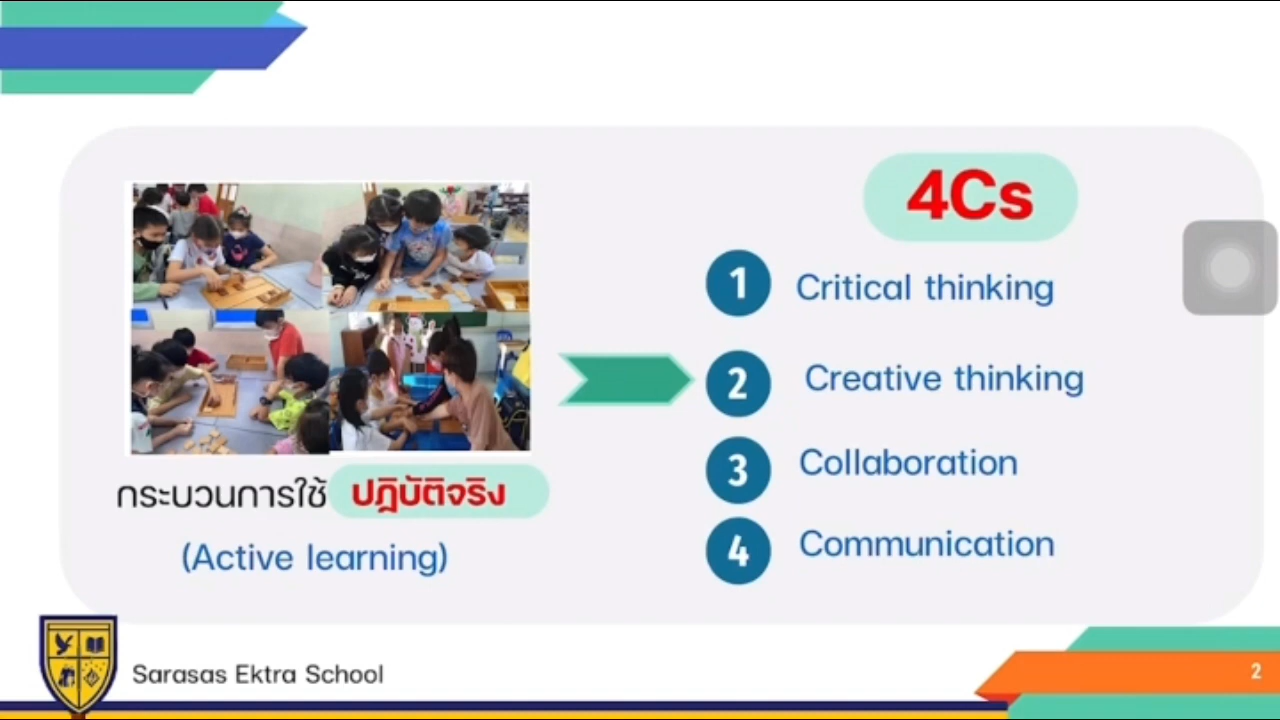 กระบวนการใช้ ปฎิบัติจริง
(Active learning)
4Cs
1 Critical thinking
2 Creative thinking
3 Collaboration
4 Communication
Sarasas Ektra School
2